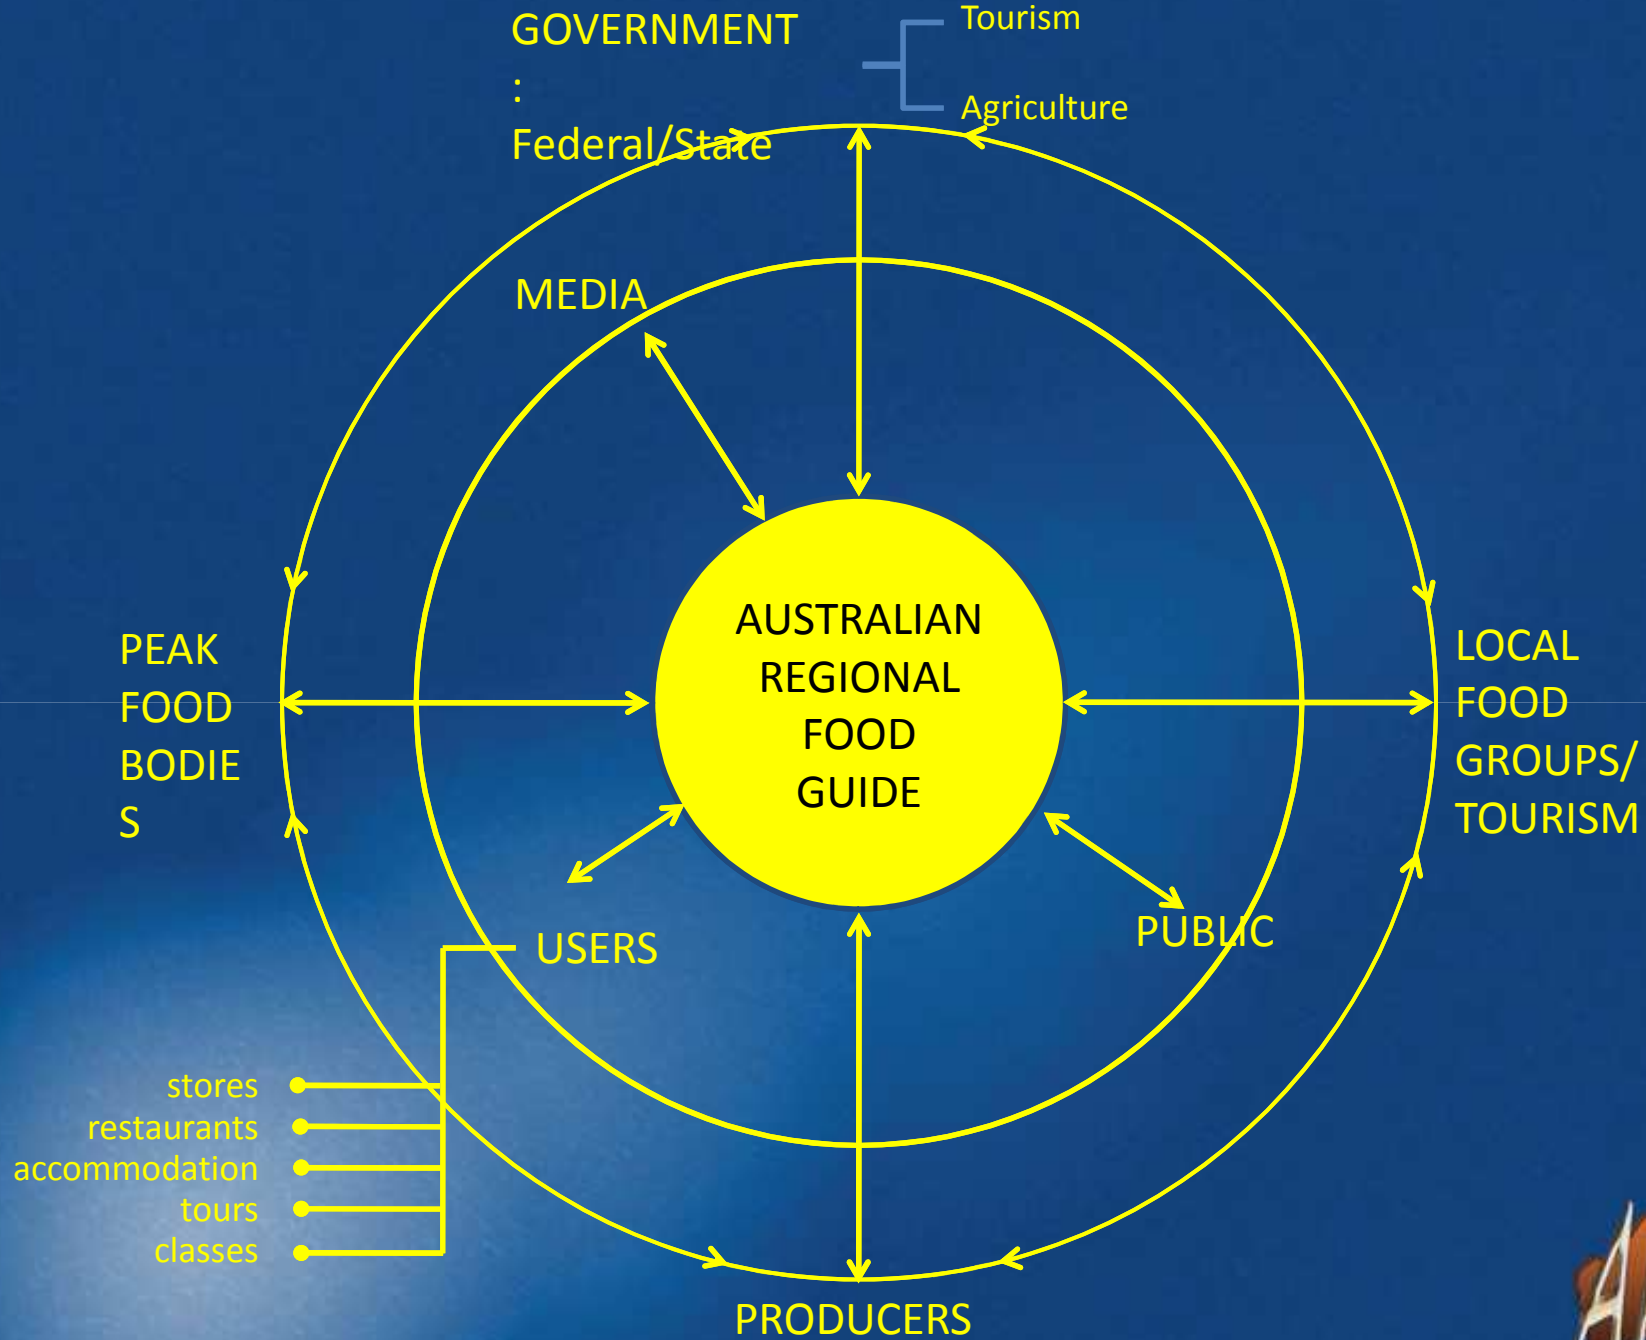 GOVERNMENT
:
Federal/State
Tourism
Agriculture
MEDIA
AUSTRALIAN
REGIONAL
FOOD
GUIDE
PEAK
FOOD
BODIE
S
LOCAL
FOOD
GROUPS/
TOURISM
USERS
PUBLIC
stores
restaurants
accommodation
tours
classes
PRODUCERS